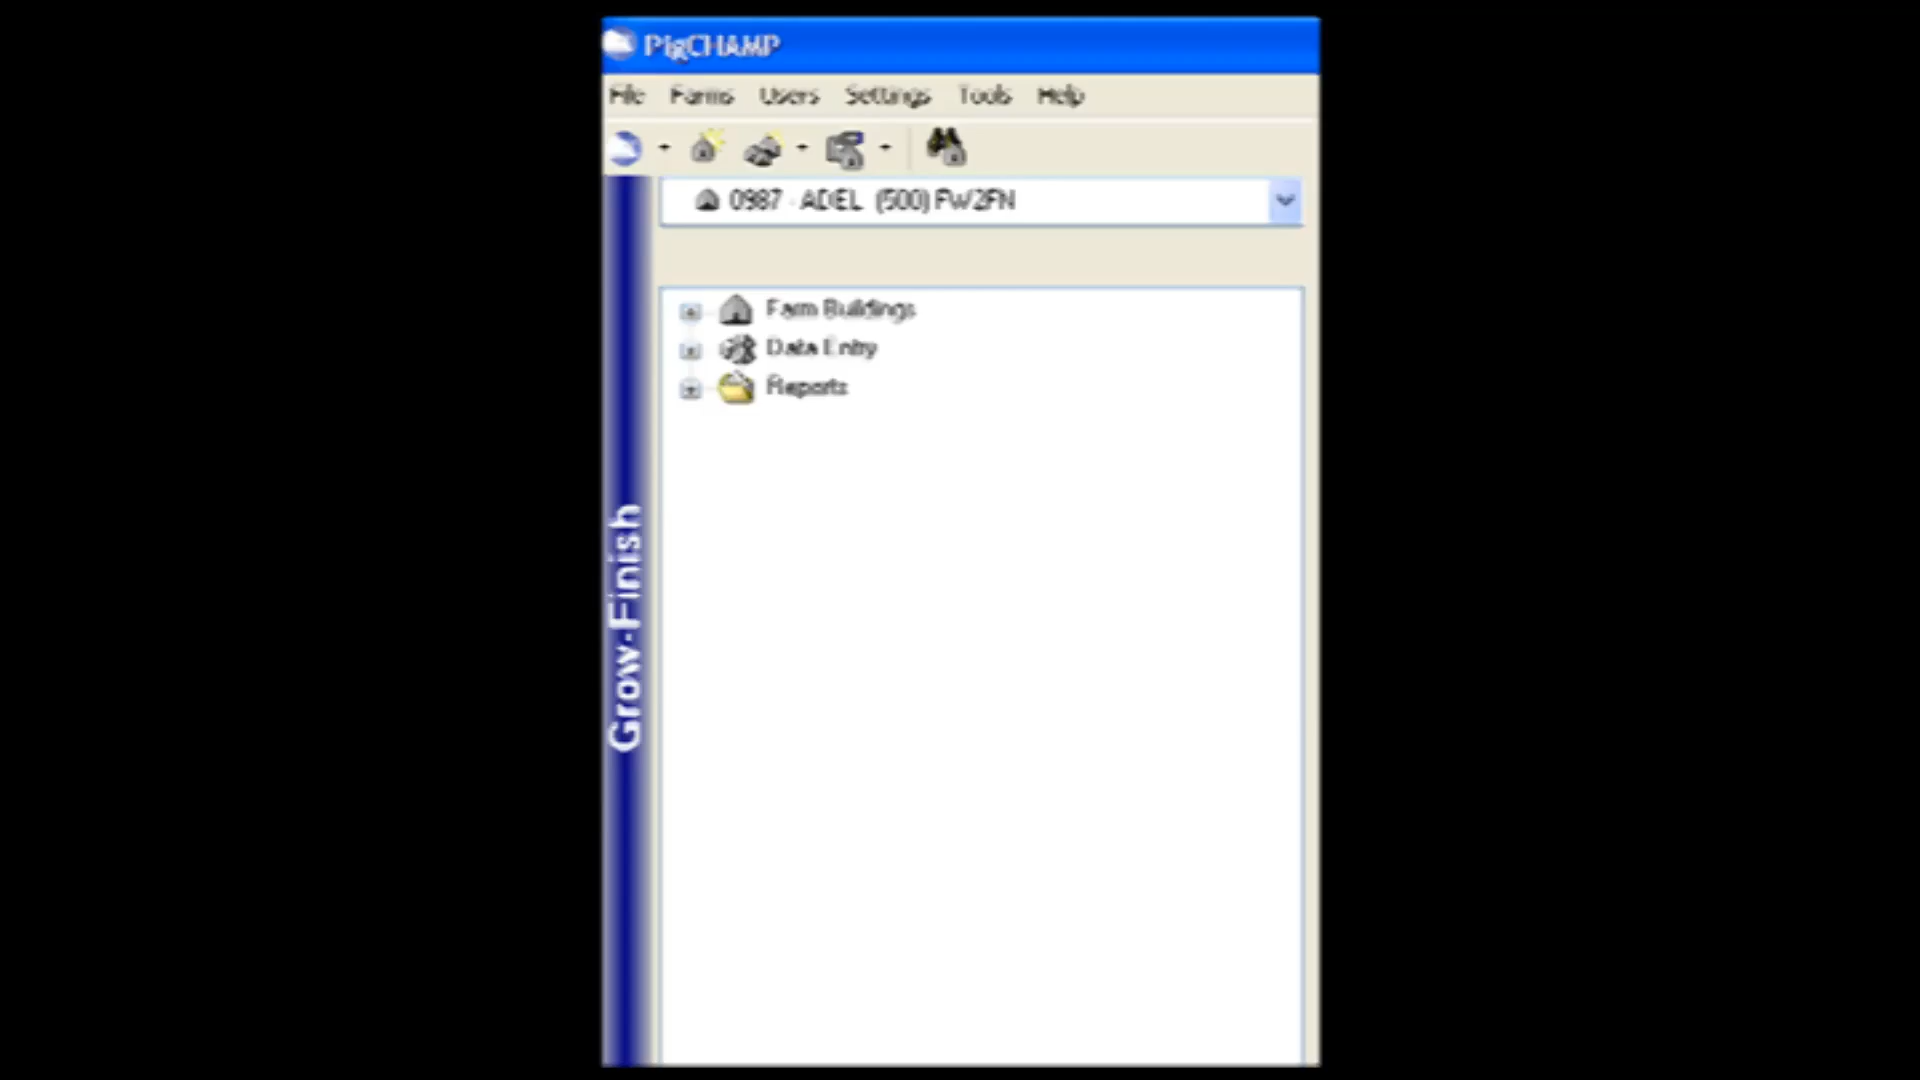 PigCHAMP
File Farms Users Settings Tools Help
0987 - ADEL (500) FW2FN
Farm Buildings
Data Entry
Reports
Grow-Finish